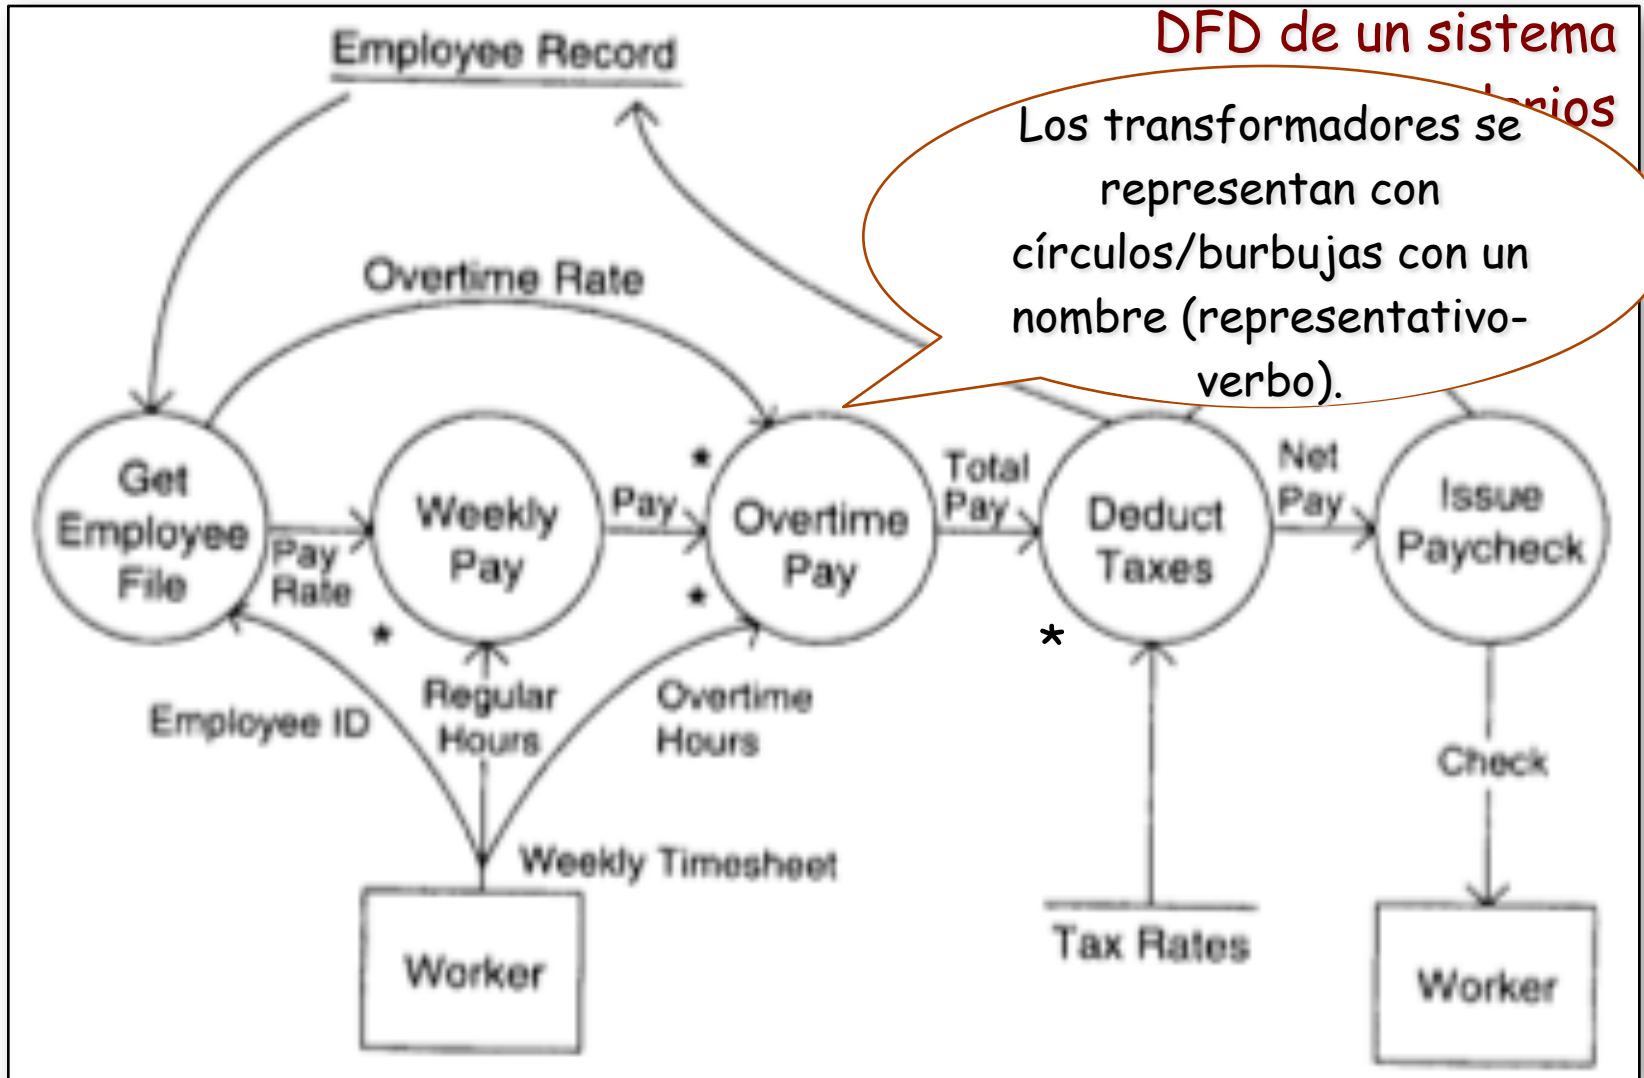 DFD de un sistema
Los transformadores se
representan con
círculos/burbujas con un
nombre (representativo-
verbo).
Employee Record
Overtime Rate
Get
Employee
File
Pay
Rate
*
Weekly
Pay
Pay
*
*
Overtime
Pay
Total
Pay
*
Deduct
Taxes
Net
Pay
Issue
Paycheck
Employee ID
Regular
Hours
Overtime
Hours
Check
Weekly Timesheet
Worker
Tax Rates
Worker